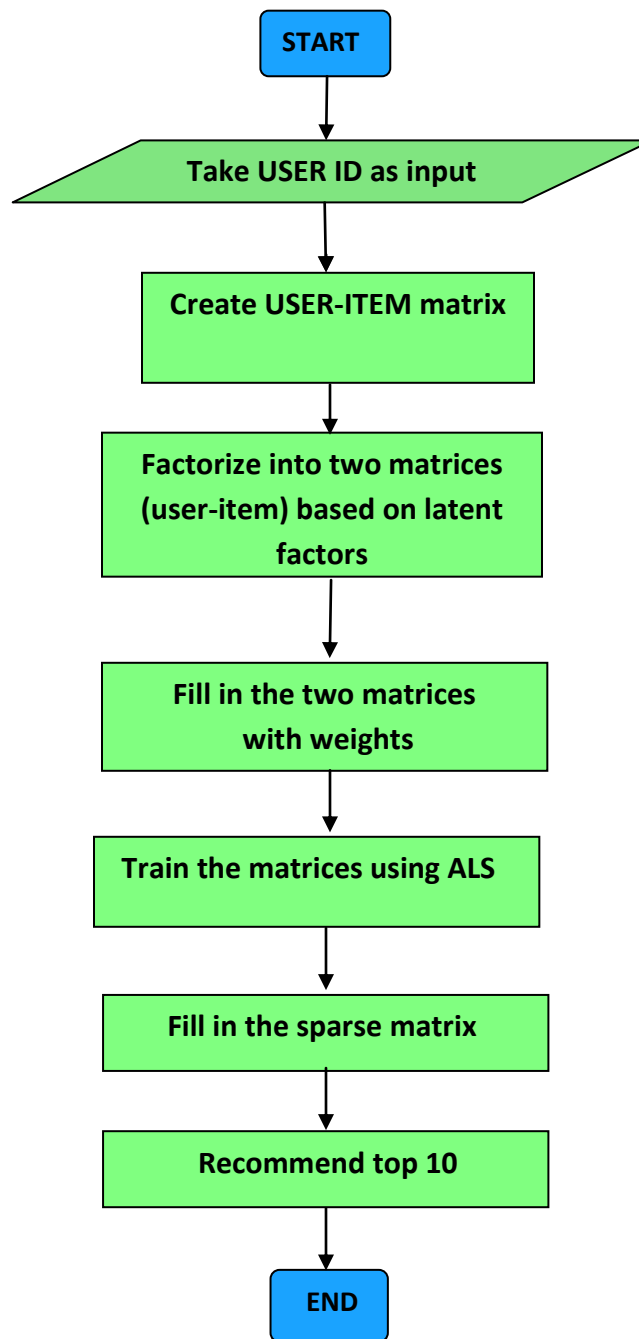 START
Take USER ID as input
Create USER-ITEM matrix
Factorize into two matrices
(user-item) based on latent
factors
Fill in the two matrices
with weights
Train the matrices using ALS
Fill in the sparse matrix
Recommend top 10
END